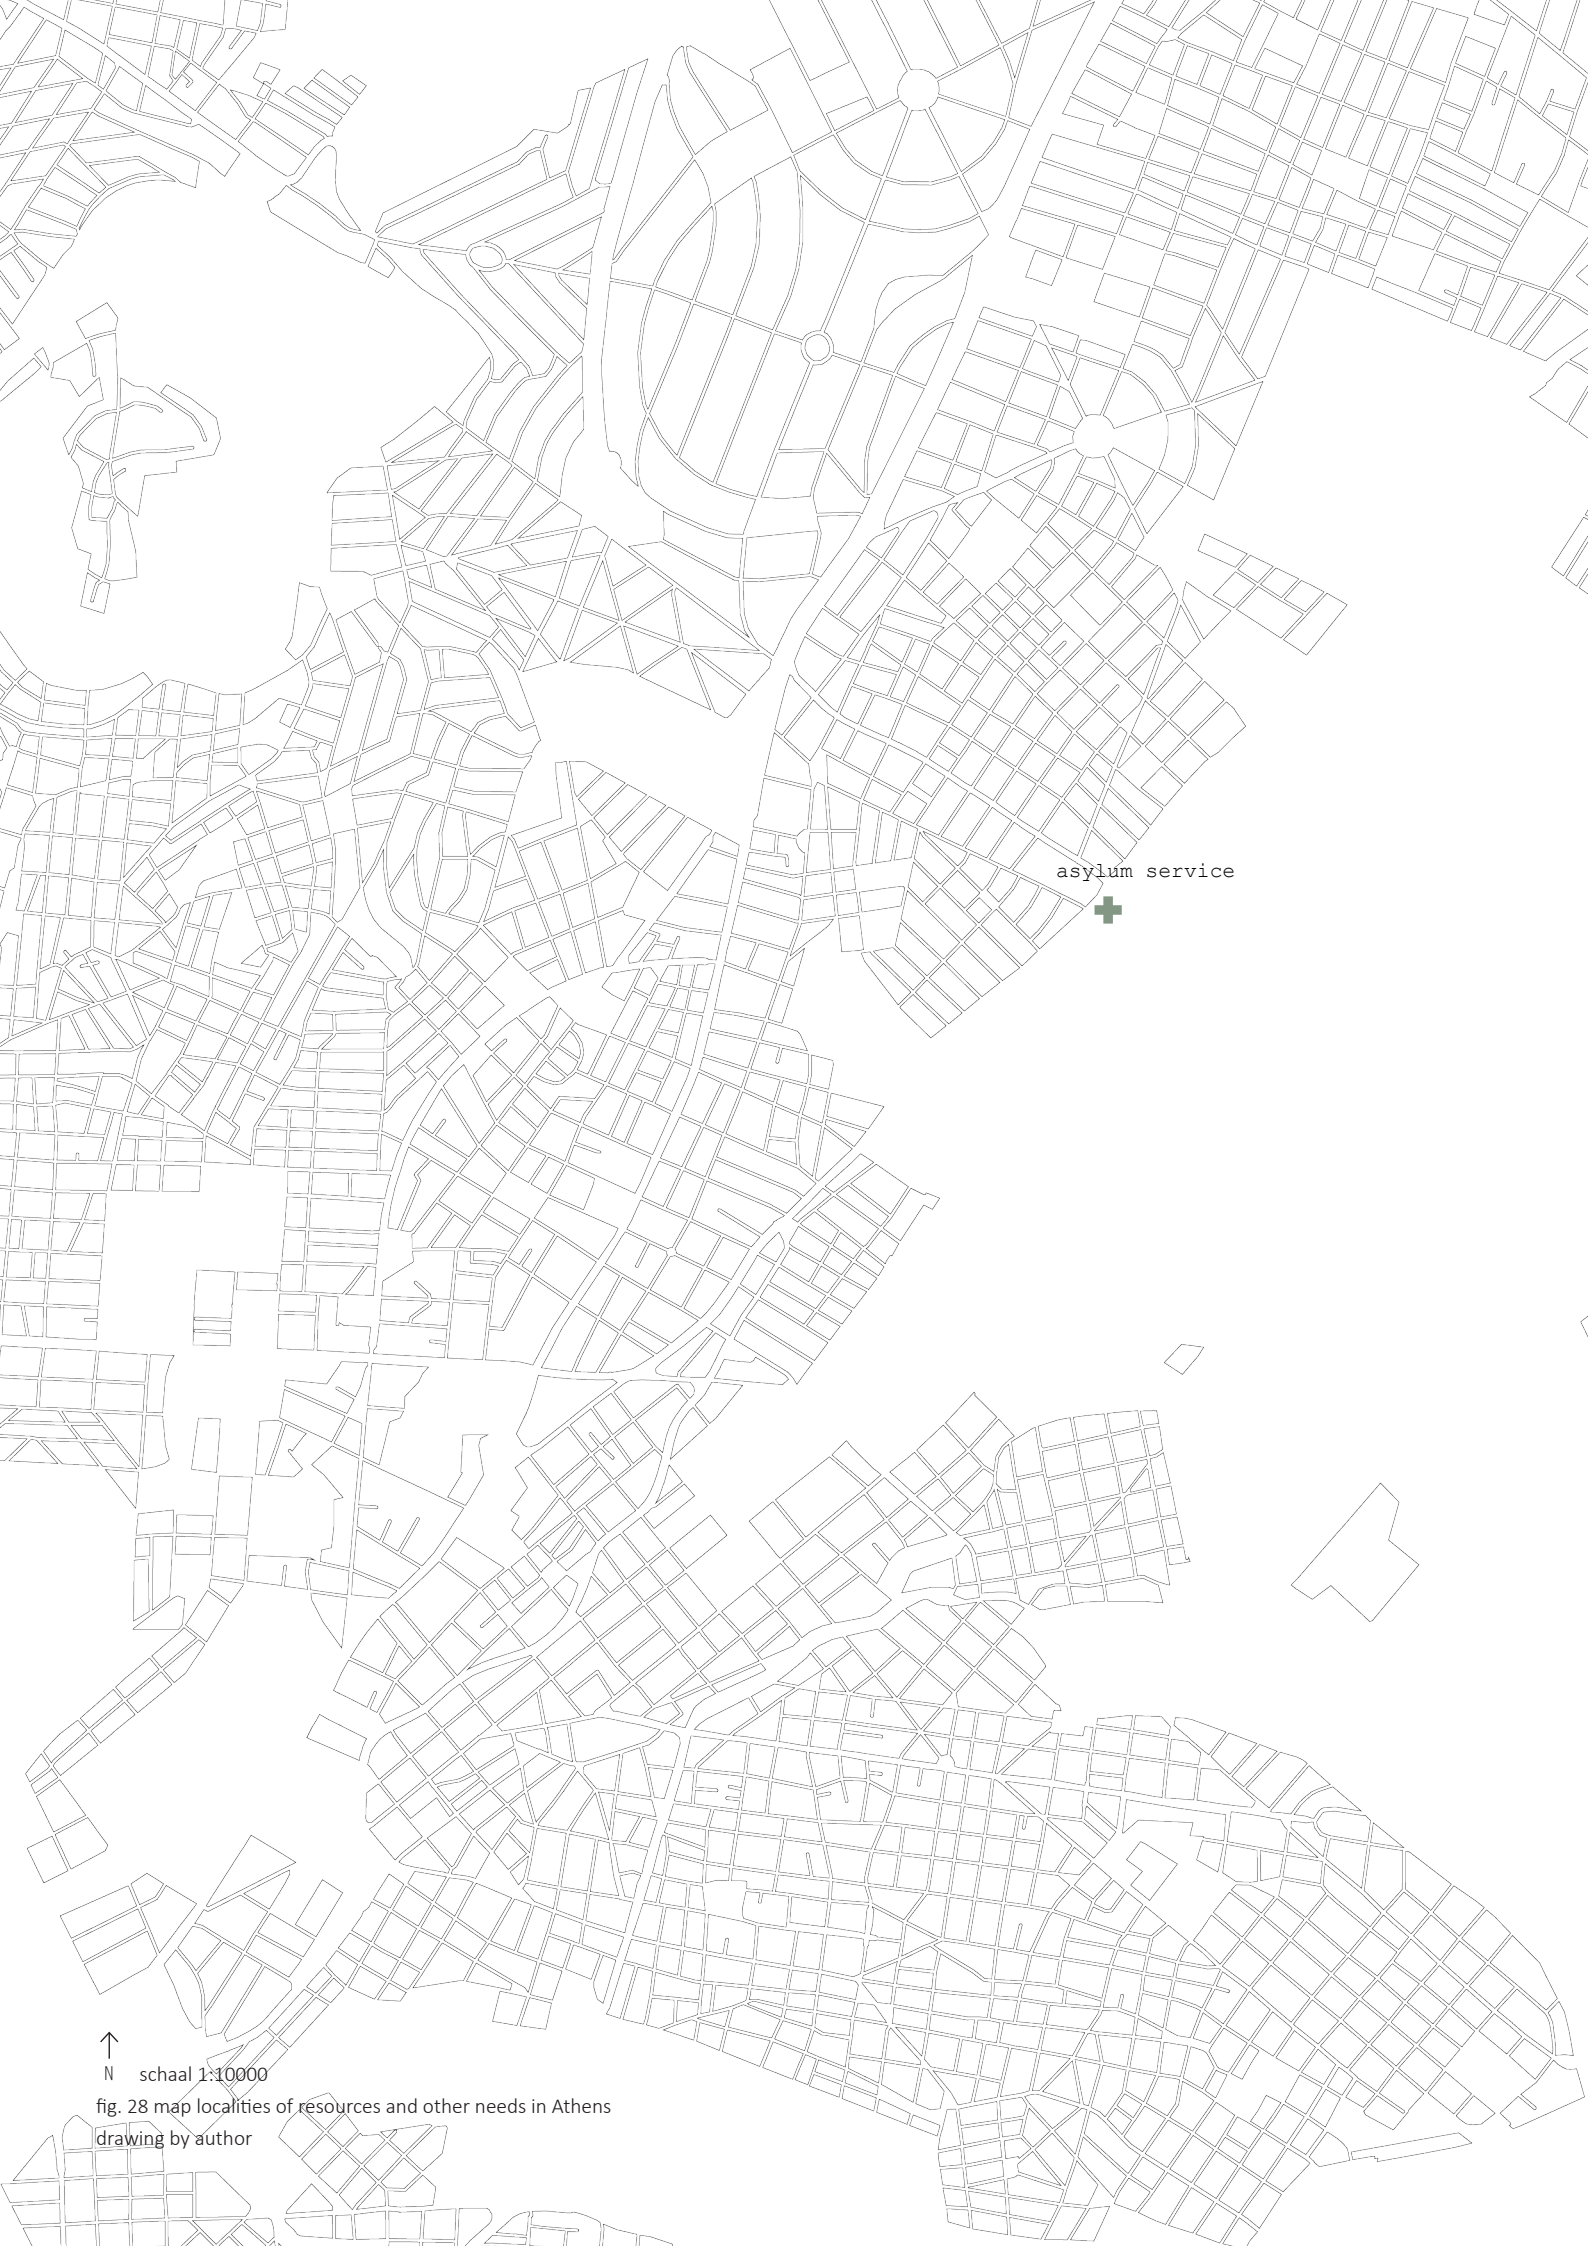 asylum service
N schaal 1:10000
fig. 28 map localities of resources and other needs in Athens
drawing by author